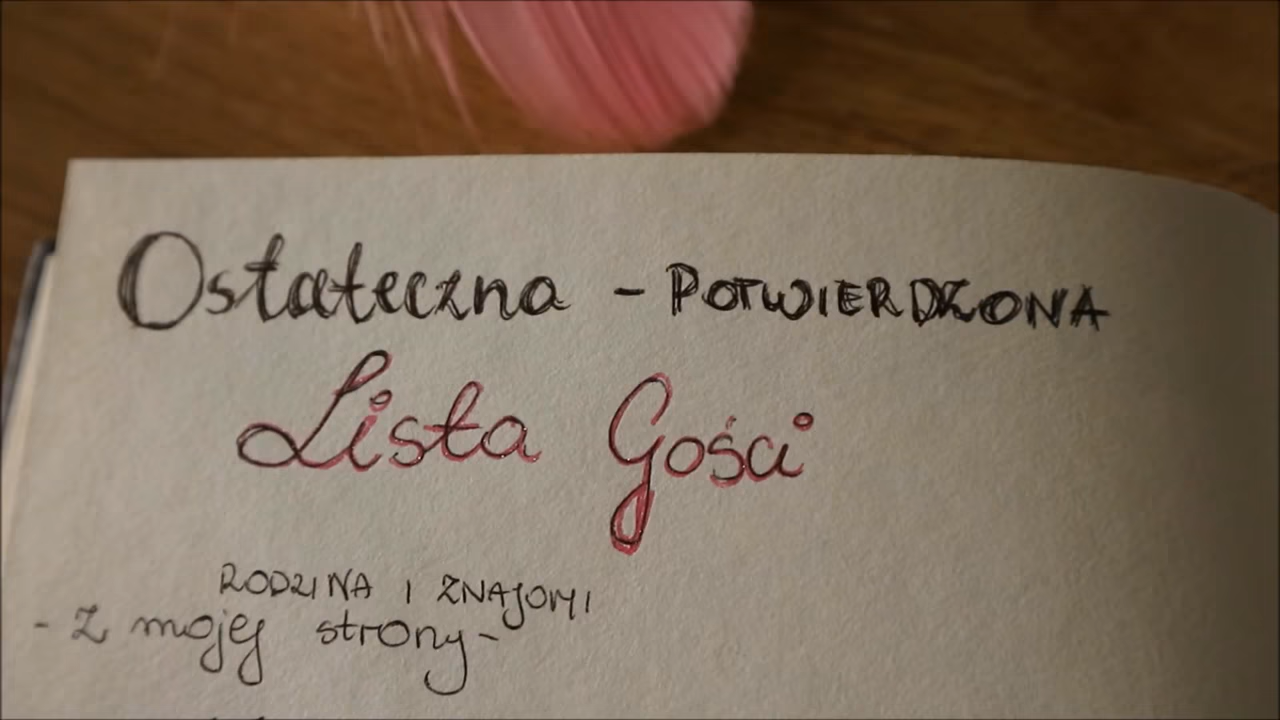 Ostateczna - POTWIERDZONA
Lista Gości
RODZINA I ZNAJOMI
- Z mojej strony -